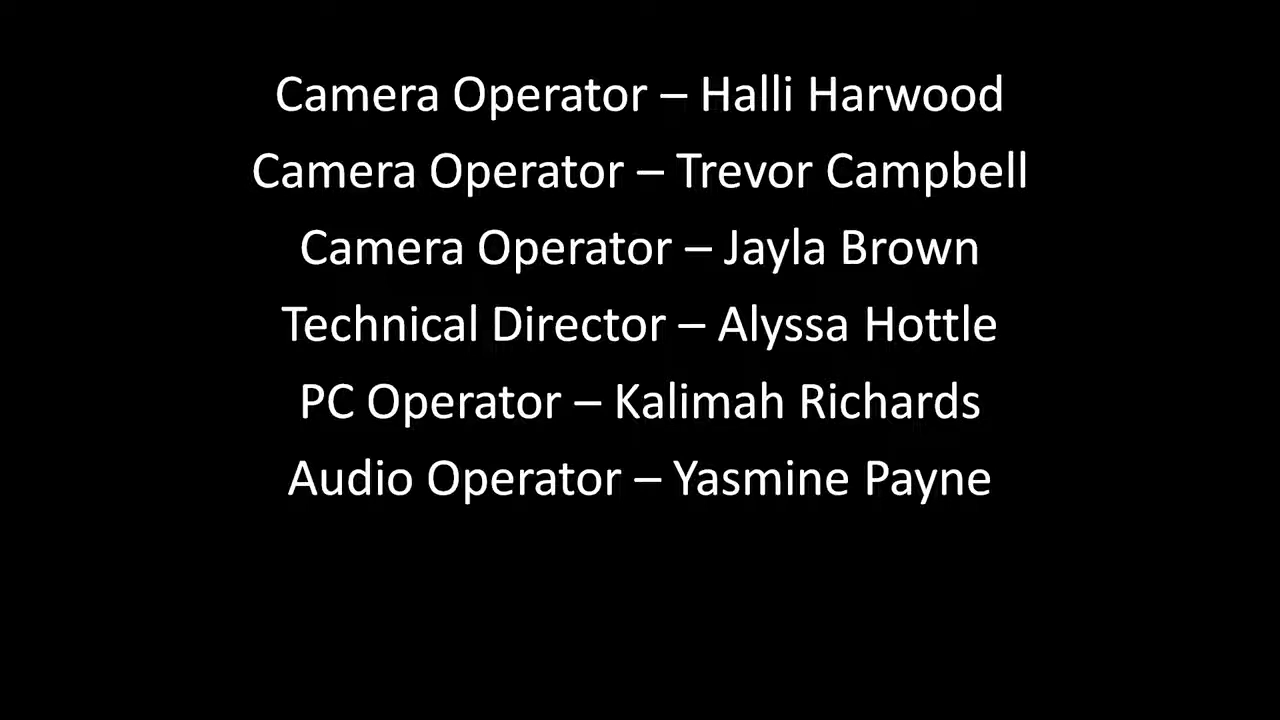 Camera Operator – Halli Harwood
Camera Operator – Trevor Campbell
Camera Operator – Jayla Brown
Technical Director – Alyssa Hottle
PC Operator – Kalimah Richards
Audio Operator – Yasmine Payne